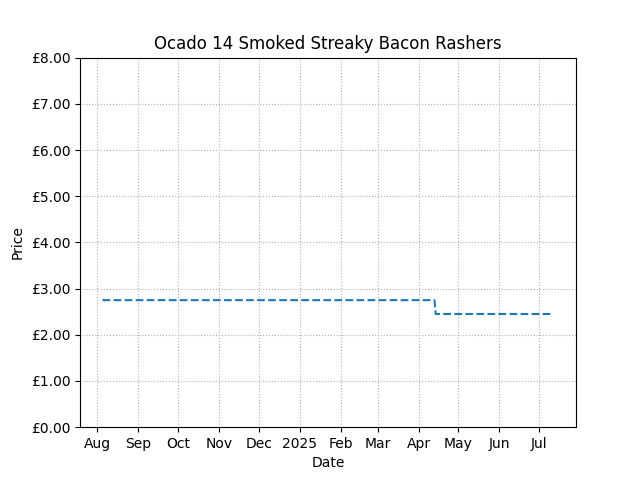 Ocado 14 Smoked Streaky Bacon Rashers
£8.00
£7.00
£6.00
£5.00
£4.00
£3.00
£2.00
£1.00
£0.00
Price
Aug Sep Oct Nov Dec 2025 Feb Mar Apr May Jun Jul
Date